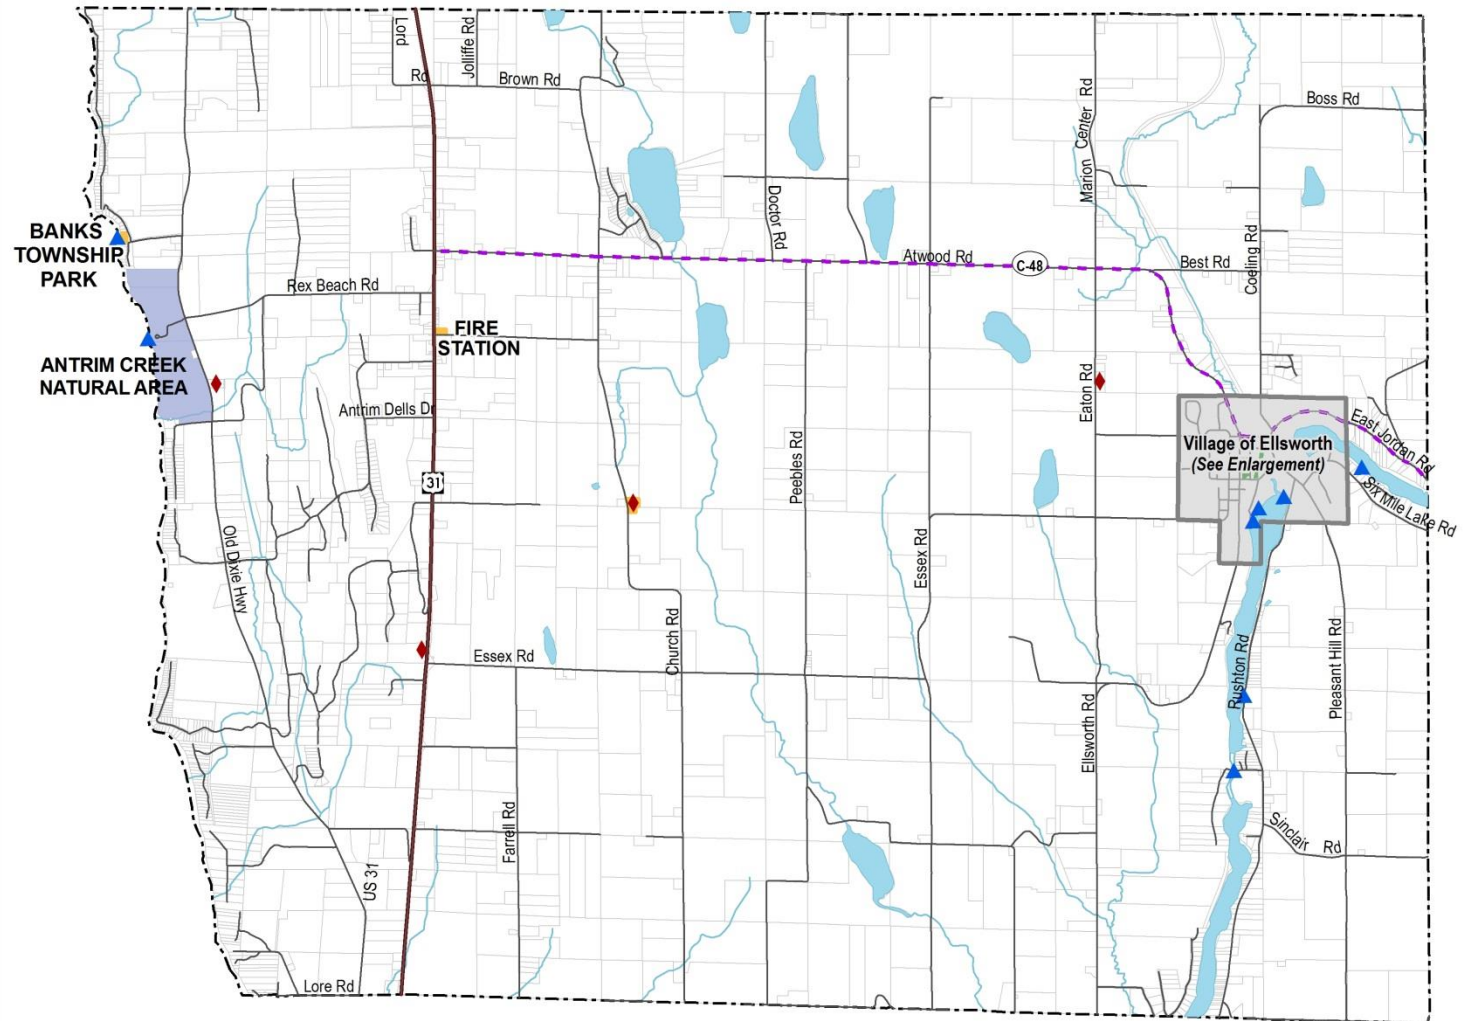 Lord
Jolliffe Rd
Rd
Brown Rd
Marion Center Rd
Boss Rd
BANKS
TOWNSHIP
PARK
Doctor Rd
Coeling Rd
Atwood Rd
C-48
Best Rd
Rex Beach Rd
FIRE
STATION
ANTRIM CREEK
NATURAL AREA
Antrim Dells Dr
Eaton Rd
East Jordan Rd
Village of Ellsworth
(See Enlargement)
Peebles Rd
31
Six Mile Lake Rd
Old Dixie Hwy
Essex Rd
Church Rd
Essex Rd
Rushton Rd
Pleasant Hill Rd
Ellsworth Rd
Farrell Rd
Sinclair Rd
US 31
Lore Rd